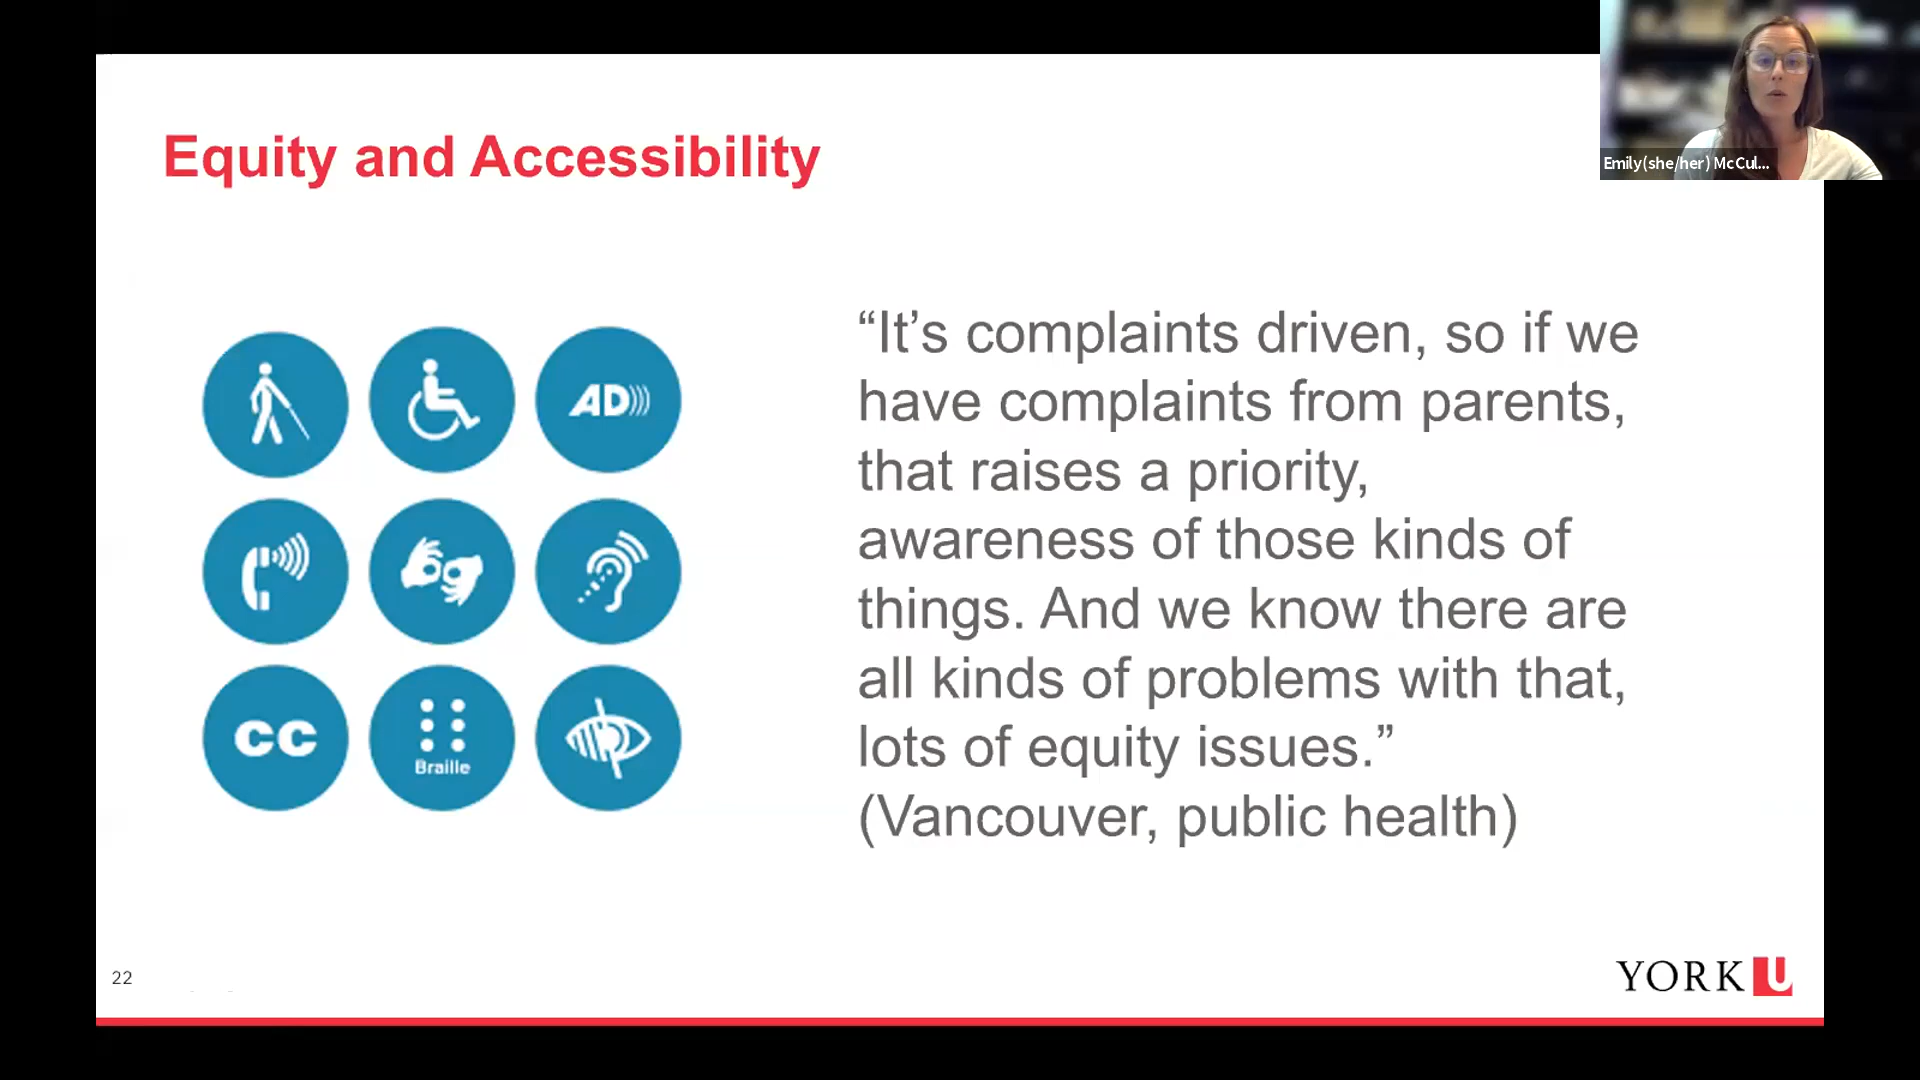 Emily(she/her) McCul...
Equity and Accessibility
“It’s complaints driven, so if we
have complaints from parents,
that raises a priority,
awareness of those kinds of
things. And we know there are
all kinds of problems with that,
lots of equity issues.”
(Vancouver, public health)
AD
CC
Braille
22
YORK U